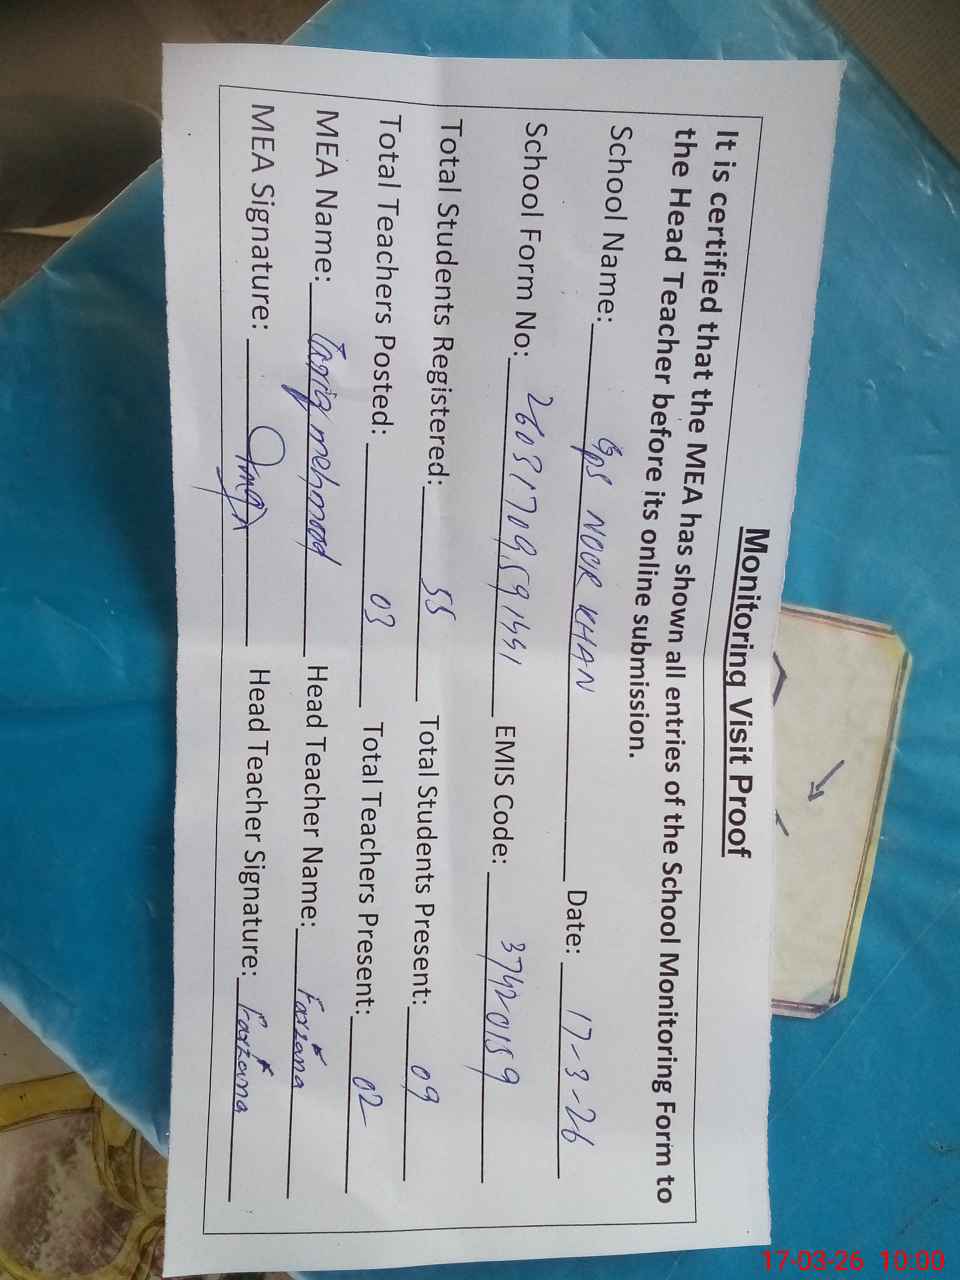 Monitoring Visit Proof
It is certified that the MEA has shown all entries of the School Monitoring Form to
the Head Teacher before its online submission.
School Name: GPS NOOR KHAN Date: 17-3-26
School Form No: 26031709591441 EMIS Code: 37420159
Total Students Registered: 55 Total Students Present: 09
Total Teachers Posted: 03 Total Teachers Present: 02
MEA Name: Tariq mehmood Head Teacher Name: Farzana
MEA Signature: Head Teacher Signature: Farzana
17-03-26 10:00